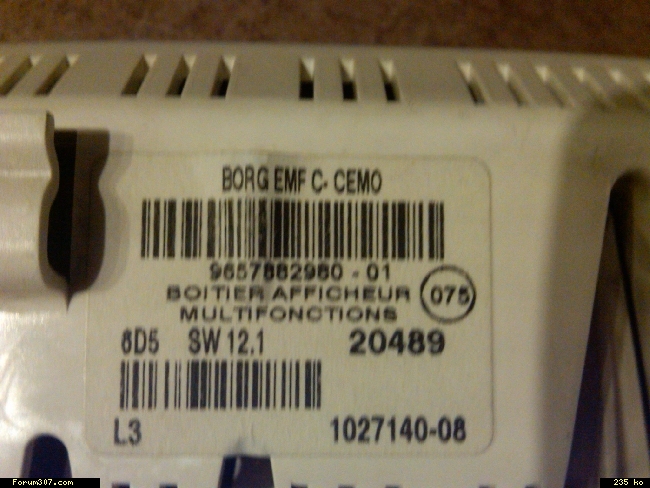 BORG EMF C- CEMO
9657882980 - 01
BOITIER AFFICHEUR
MULTIFONCTIONS
075
6D5 SW 12.1 20489
L3 1027140-08
Forum307.com 235 ko